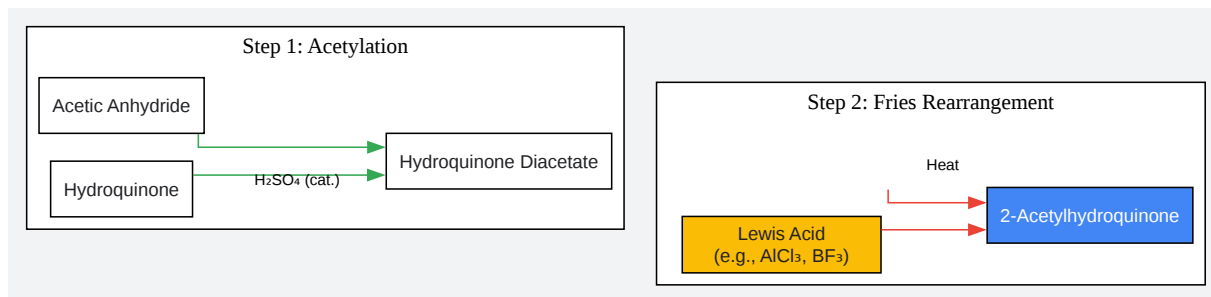 Step 1: Acetylation
Acetic Anhydride
Hydroquinone
H₂SO₄ (cat.)
Hydroquinone Diacetate
Step 2: Fries Rearrangement
Heat
Lewis Acid
(e.g., AlCl₃, BF₃)
2-Acetylhydroquinone